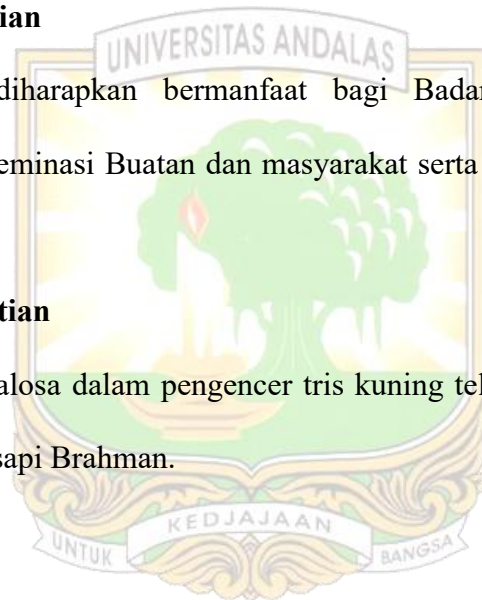 ian
UNIVERSITAS ANDALAS
diharapkan bermanfaat bagi Badan
eminasi Buatan dan masyarakat serta
tian
alosa dalam pengencer tris kuning tel
sapi Brahman.
KEDJAJAAN
UNTUK BANGSA